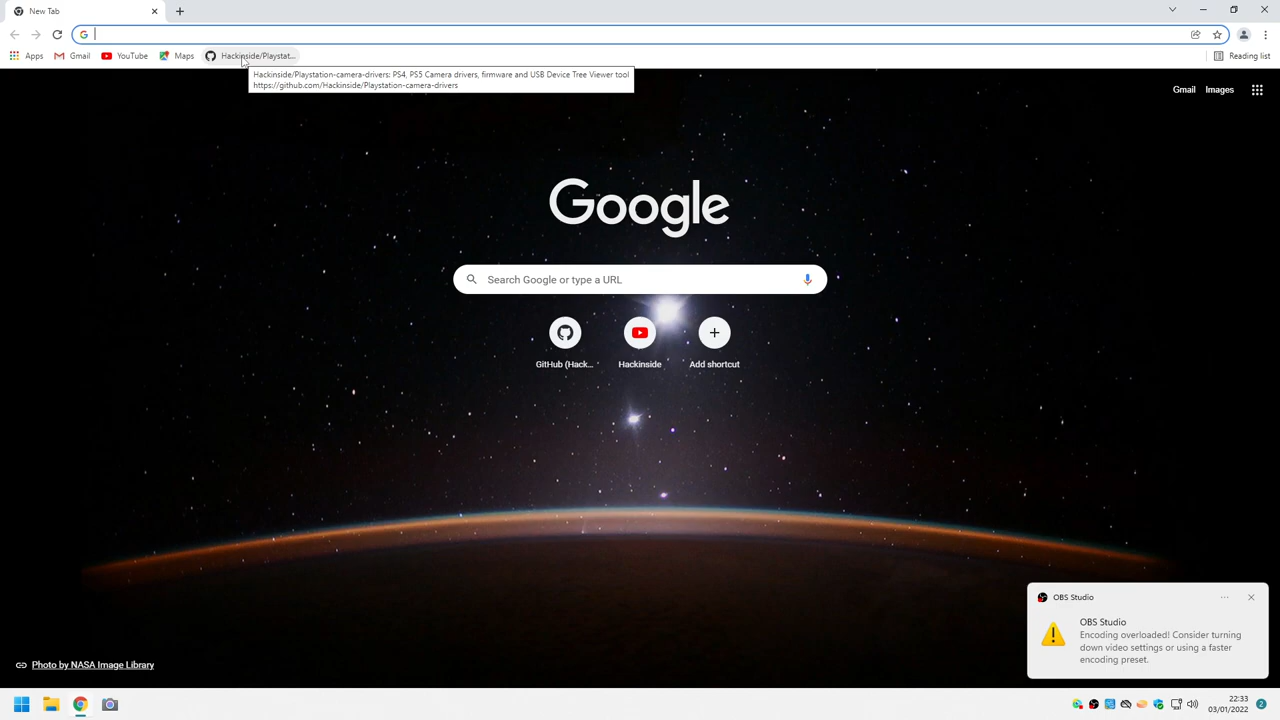 New Tab
Apps
Gmail
YouTube
Maps
Hackinside/Playstat...
Reading list
Hackinside/Playstation-camera-drivers: PS4, PS5 Camera drivers, firmware and USB Device Tree Viewer tool
https://github.com/Hackinside/Playstation-camera-drivers
Gmail
Images
Google
Search Google or type a URL
GitHub (Hack...
Hackinside
Add shortcut
OBS Studio
OBS Studio
Encoding overloaded! Consider turning
down video settings or using a faster
encoding preset.
Photo by NASA Image Library
22:33
03/01/2022
2